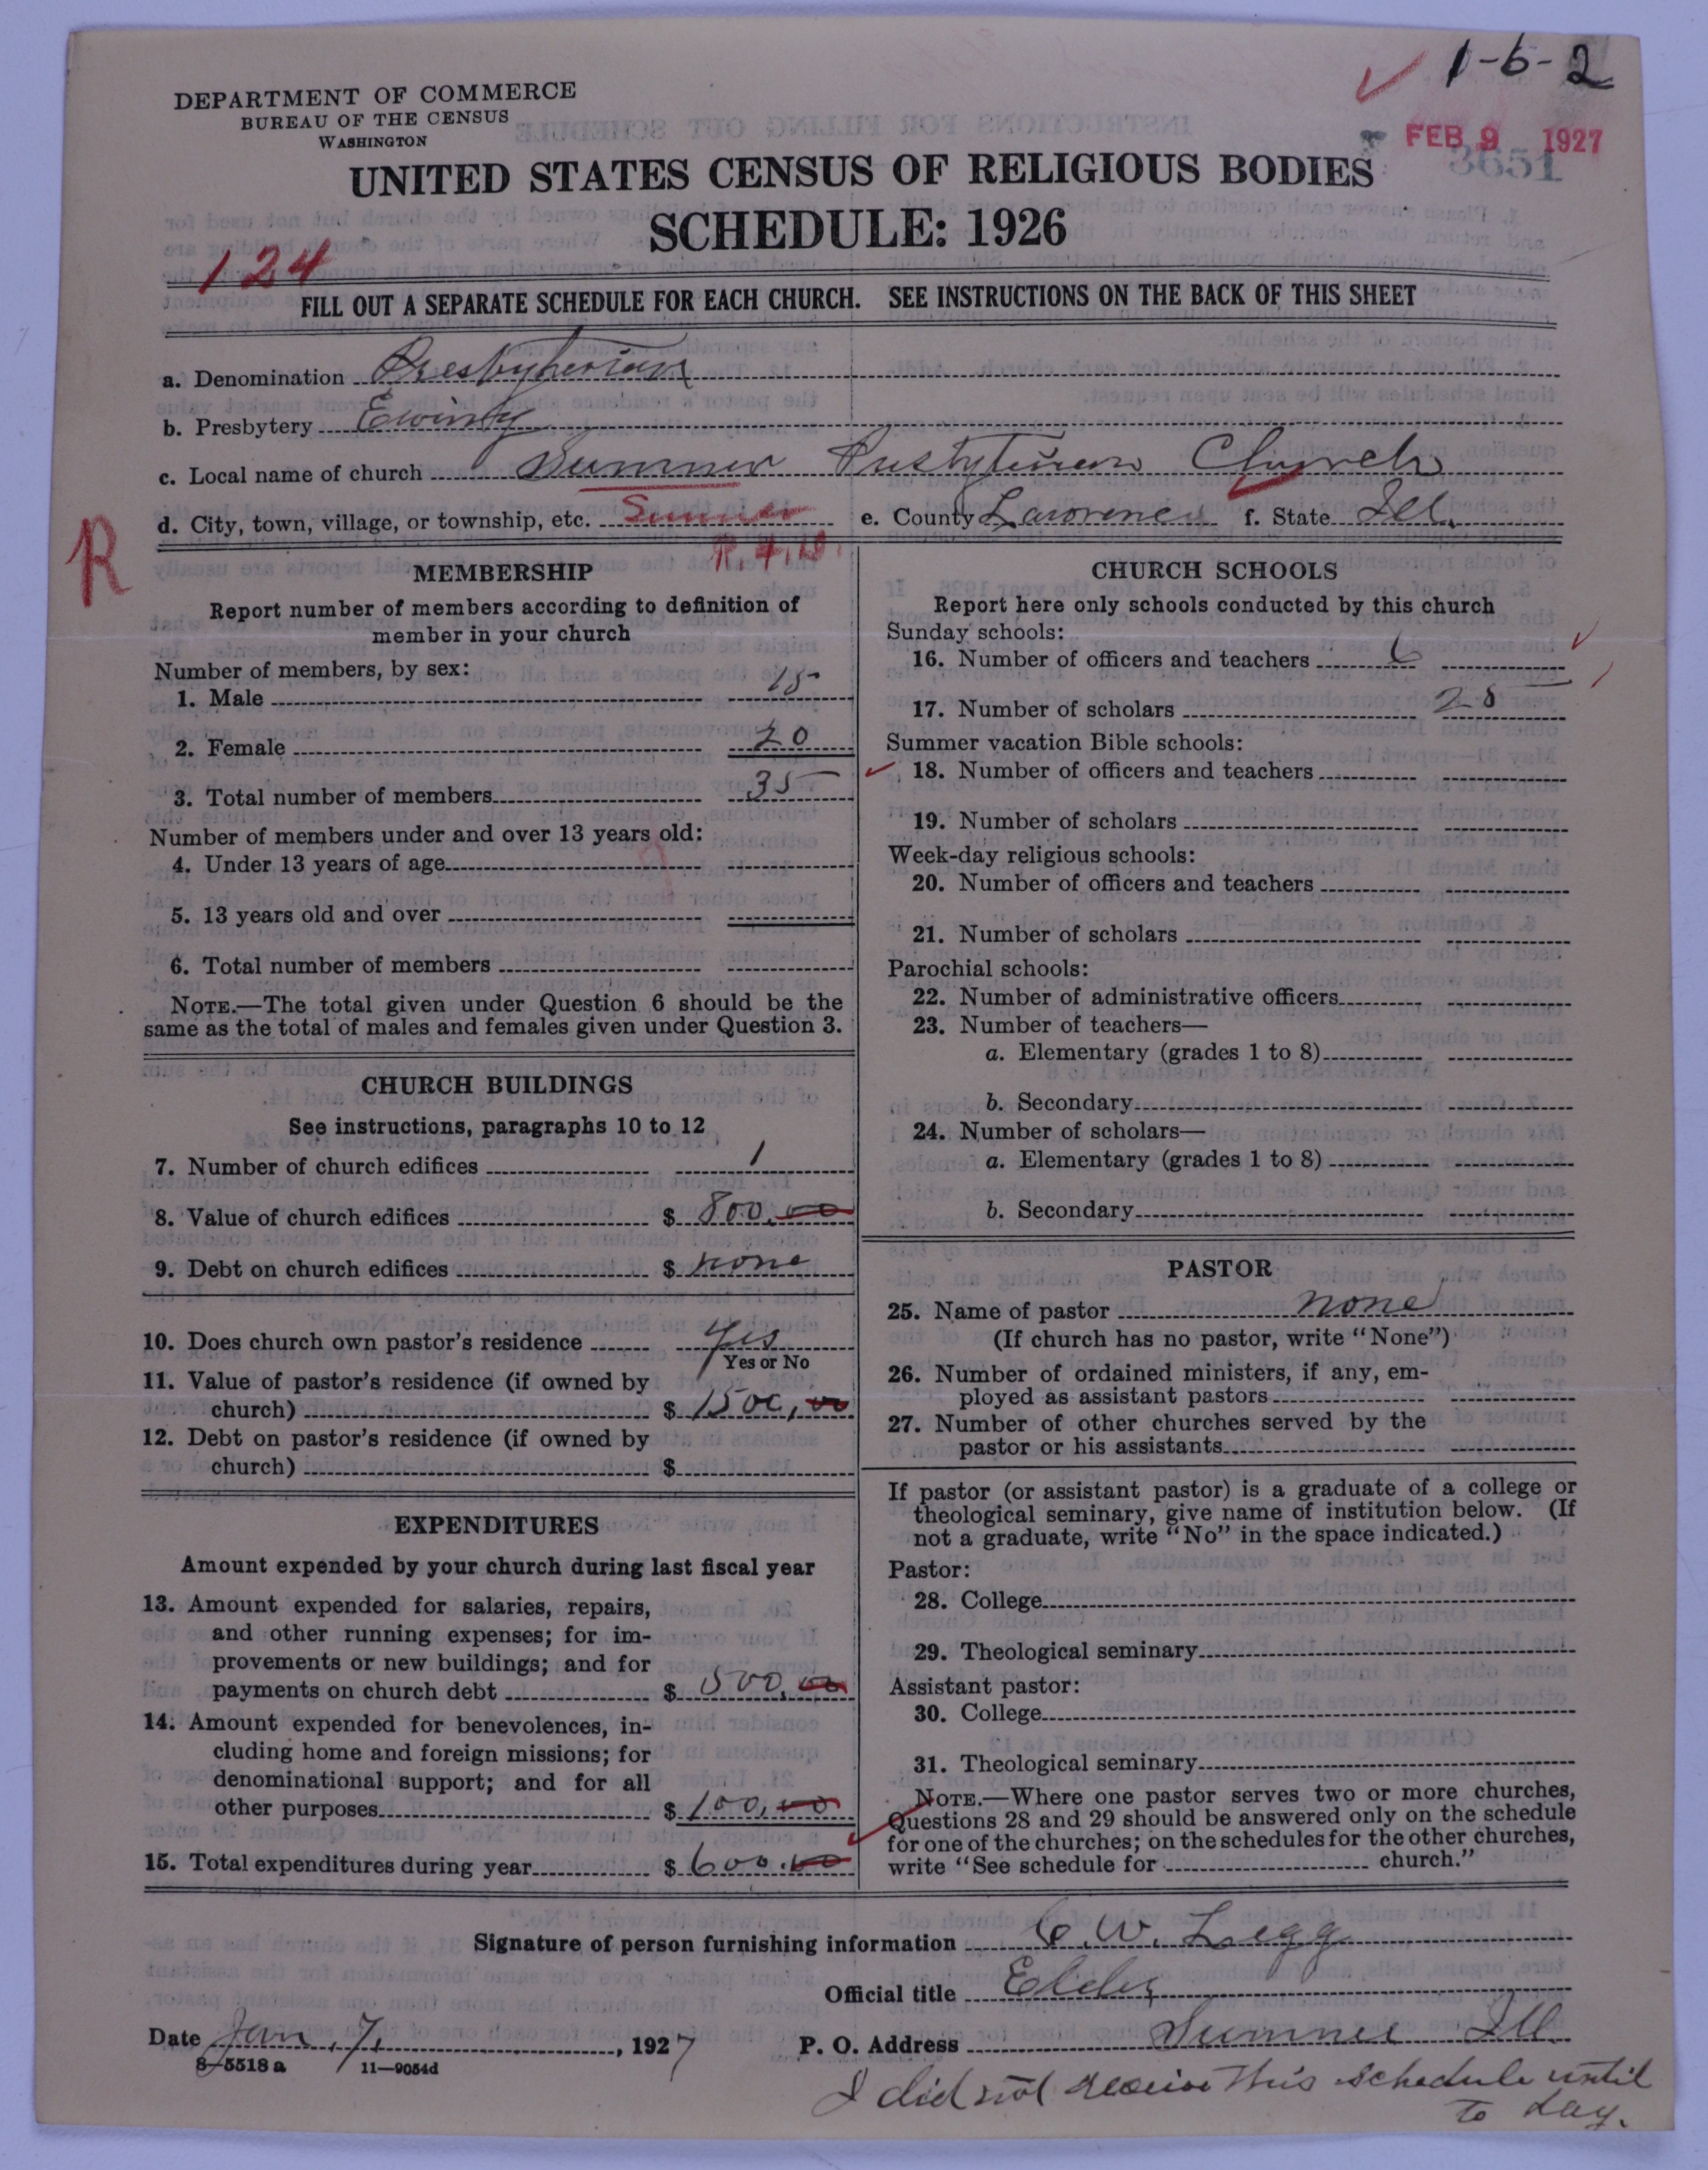 1-6-2
DEPARTMENT OF COMMERCE
BUREAU OF THE CENSUS
WASHINGTON
FEB 9 1927
3651
UNITED STATES CENSUS OF RELIGIOUS BODIES
SCHEDULE: 1926
124
FILL OUT A SEPARATE SCHEDULE FOR EACH CHURCH. SEE INSTRUCTIONS ON THE BACK OF THIS SHEET
a. Denomination Presbyterian
b. Presbytery Ewing
c. Local name of church Sumner Presbyterian Church
d. City, town, village, or township, etc. Sumner e. County Lawrence f. State Ill.
R
MEMBERSHIP
Report number of members according to definition of
member in your church
Number of members, by sex:
1. Male 15
2. Female 20
3. Total number of members 35
Number of members under and over 13 years old:
4. Under 13 years of age
5. 13 years old and over
6. Total number of members
NOTE.—The total given under Question 6 should be the
same as the total of males and females given under Question 3.
CHURCH BUILDINGS
See instructions, paragraphs 10 to 12
7. Number of church edifices 1
8. Value of church edifices $ 800.00
9. Debt on church edifices $ none
10. Does church own pastor's residence yes
Yes or No
11. Value of pastor's residence (if owned by
church) $ 1500,00
12. Debt on pastor's residence (if owned by
church) $
EXPENDITURES
Amount expended by your church during last fiscal year
13. Amount expended for salaries, repairs,
and other running expenses; for im-
provements or new buildings; and for
payments on church debt $ 500.00
14. Amount expended for benevolences, in-
cluding home and foreign missions; for
denominational support; and for all
other purposes $ 100.00
15. Total expenditures during year $ 600.00
CHURCH SCHOOLS
Report here only schools conducted by this church
Sunday schools:
16. Number of officers and teachers 6
17. Number of scholars 25
Summer vacation Bible schools:
18. Number of officers and teachers
19. Number of scholars
Week-day religious schools:
20. Number of officers and teachers
21. Number of scholars
Parochial schools:
22. Number of administrative officers
23. Number of teachers—
a. Elementary (grades 1 to 8)
b. Secondary
24. Number of scholars—
a. Elementary (grades 1 to 8)
b. Secondary
PASTOR
25. Name of pastor none
(If church has no pastor, write "None")
26. Number of ordained ministers, if any, em-
ployed as assistant pastors
27. Number of other churches served by the
pastor or his assistants
If pastor (or assistant pastor) is a graduate of a college or
theological seminary, give name of institution below. (If
not a graduate, write "No" in the space indicated.)
Pastor:
28. College
29. Theological seminary
Assistant pastor:
30. College
31. Theological seminary
NOTE.—Where one pastor serves two or more churches,
Questions 28 and 29 should be answered only on the schedule
for one of the churches; on the schedules for the other churches,
write "See schedule for church."
Signature of person furnishing information C. W. Legg
Official title Elder
Date Jan. 7, 1927 P. O. Address Sumner Ill.
8-5518 a 11-9054d
I did not receive this schedule until
to day.